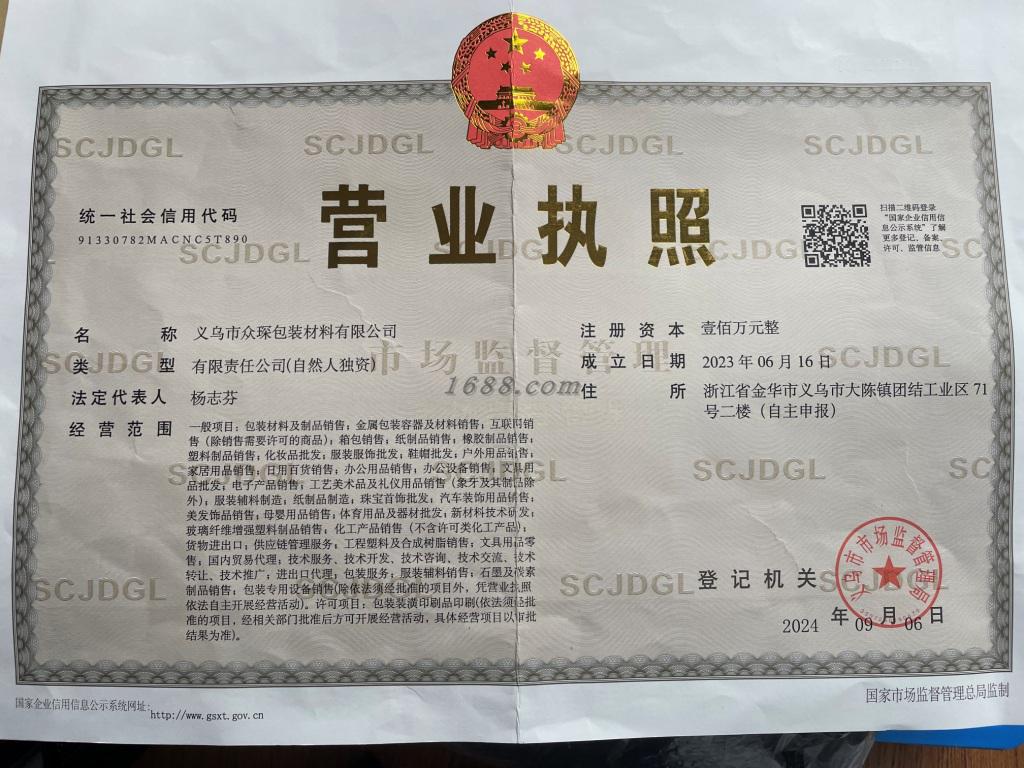 营业执照
统一社会信用代码
91330782MACNC5T890
扫描二维码登录
“国家企业信用信
息公示系统”了解
更多登记、备案、
许可、监管信息
SCJDGL
名 称 义乌市众琛包装材料有限公司
类 型 有限责任公司(自然人独资)
法定代表人 杨志芬
经营范围 一般项目:包装材料及制品销售;金属包装容器及材料销售;互联网销
售(除销售需要许可的商品);箱包销售;纸制品销售;橡胶制品销售;
塑料制品销售;化妆品批发;服装服饰批发;鞋帽批发;户外用品销售;
家居用品销售;日用百货销售;办公用品销售;办公设备销售;文具用
品批发;电子产品销售;工艺美术品及礼仪用品销售(象牙及其制品除
外);服装辅料制造;纸制品制造;珠宝首饰批发;汽车装饰用品销售;
美发饰品销售;母婴用品销售;体育用品及器材批发;新材料技术研发;
玻璃纤维增强塑料制品销售;化工产品销售(不含许可类化工产品);
货物进出口;供应链管理服务;工程塑料及合成树脂销售;文具用品零
售;国内贸易代理;技术服务、技术开发、技术咨询、技术交流、技术
转让、技术推广;进出口代理;包装服务;服装辅料销售;石墨及碳素
制品销售;包装专用设备销售(除依法须经批准的项目外,凭营业执照
依法自主开展经营活动)。许可项目:包装装潢印刷品印刷(依法须经批
准的项目,经相关部门批准后方可开展经营活动,具体经营项目以审批
结果为准)。
注册资本 壹佰万元整
成立日期 2023年06月16日
住 所 浙江省金华市义乌市大陈镇团结工业区71
号二楼(自主申报)
市场监督管理
1688.com
登记机关
义乌市市场监督管理局
2024年09月06日
国家企业信用信息公示系统网址:http://www.gsxt.gov.cn
国家市场监督管理总局监制